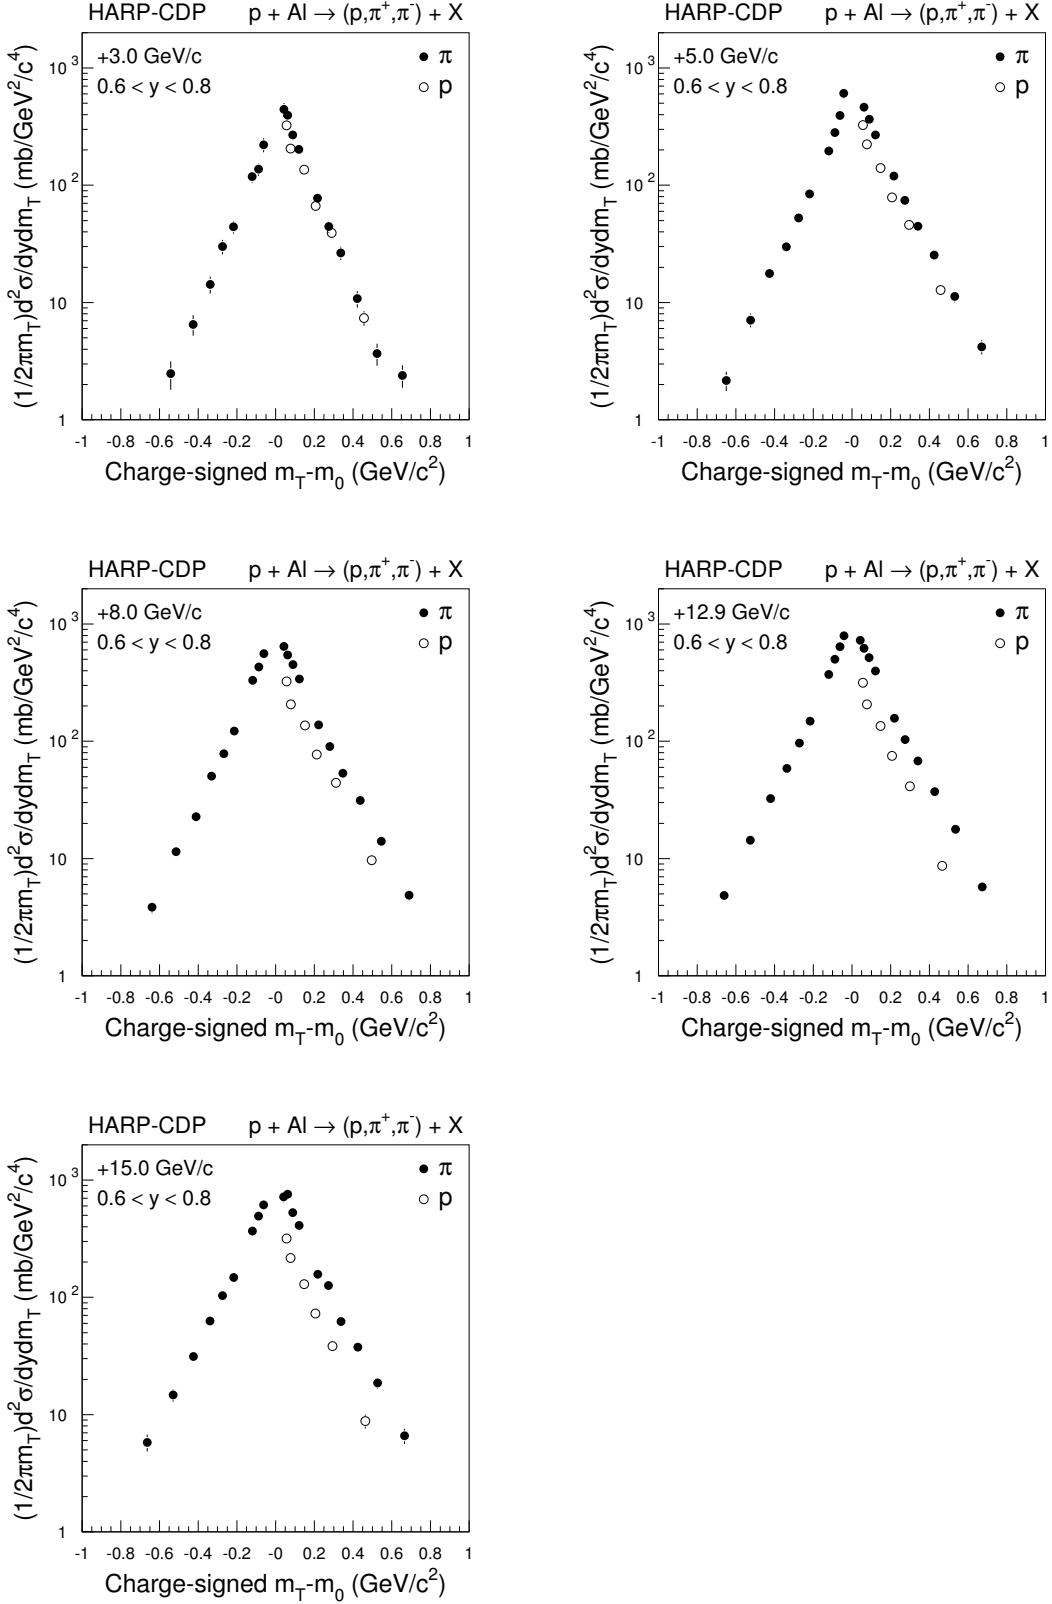 HARP-CDP p + Al → (p,π⁺,π⁻) + X
+3.0 GeV/c
0.6 < y < 0.8
π
p
(1/2πm_T)d²σ/dydm_T (mb/GeV²/c⁴)
10³
10²
10
1
-1 -0.8 -0.6 -0.4 -0.2 -0 0.2 0.4 0.6 0.8 1
Charge-signed m_T-m_0 (GeV/c²)
HARP-CDP p + Al → (p,π⁺,π⁻) + X
+5.0 GeV/c
0.6 < y < 0.8
π
p
(1/2πm_T)d²σ/dydm_T (mb/GeV²/c⁴)
10³
10²
10
1
-1 -0.8 -0.6 -0.4 -0.2 -0 0.2 0.4 0.6 0.8 1
Charge-signed m_T-m_0 (GeV/c²)
HARP-CDP p + Al → (p,π⁺,π⁻) + X
+8.0 GeV/c
0.6 < y < 0.8
π
p
(1/2πm_T)d²σ/dydm_T (mb/GeV²/c⁴)
10³
10²
10
1
-1 -0.8 -0.6 -0.4 -0.2 -0 0.2 0.4 0.6 0.8 1
Charge-signed m_T-m_0 (GeV/c²)
HARP-CDP p + Al → (p,π⁺,π⁻) + X
+12.9 GeV/c
0.6 < y < 0.8
π
p
(1/2πm_T)d²σ/dydm_T (mb/GeV²/c⁴)
10³
10²
10
1
-1 -0.8 -0.6 -0.4 -0.2 -0 0.2 0.4 0.6 0.8 1
Charge-signed m_T-m_0 (GeV/c²)
HARP-CDP p + Al → (p,π⁺,π⁻) + X
+15.0 GeV/c
0.6 < y < 0.8
π
p
(1/2πm_T)d²σ/dydm_T (mb/GeV²/c⁴)
10³
10²
10
1
-1 -0.8 -0.6 -0.4 -0.2 -0 0.2 0.4 0.6 0.8 1
Charge-signed m_T-m_0 (GeV/c²)